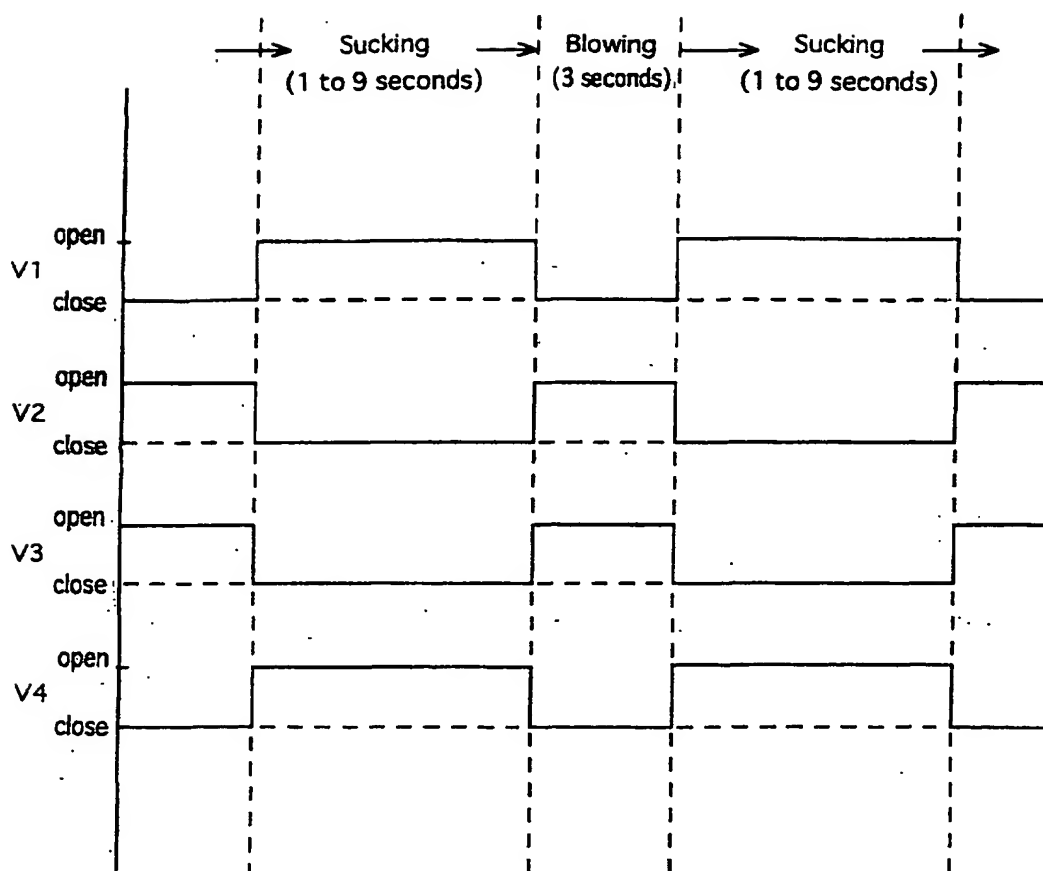 Sucking
(1 to 9 seconds)
Blowing
(3 seconds)
Sucking
(1 to 9 seconds)
open
V1
close
open
V2
close
open
V3
close
open
V4
close